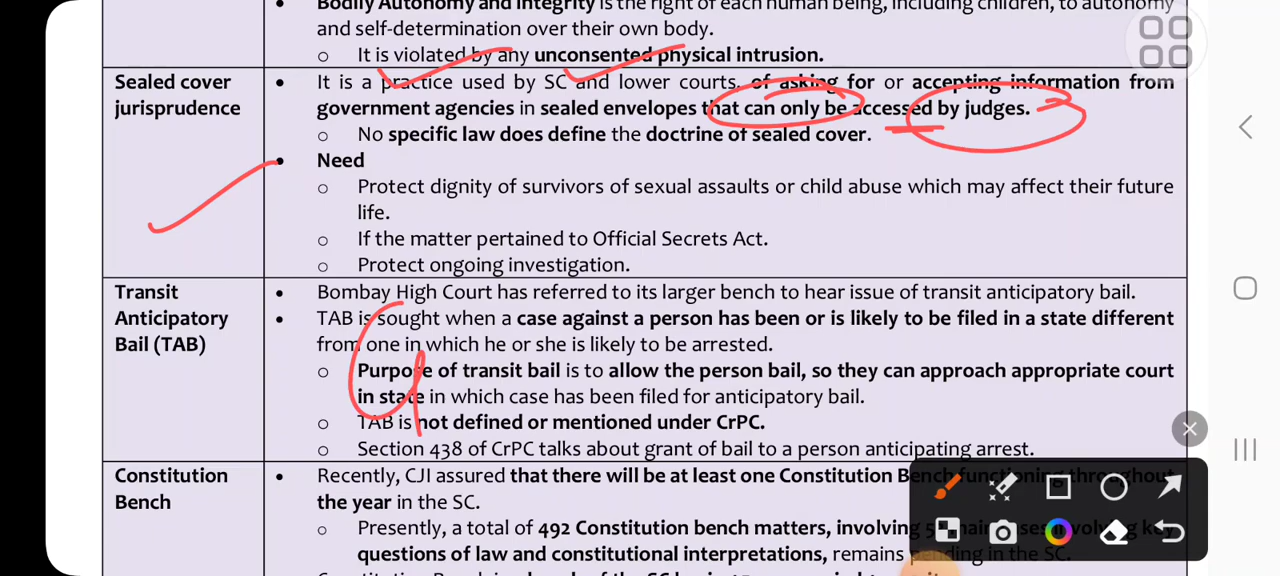 Bodily Autonomy and Integrity is the right of each human being, including children, to autonomy
and self-determination over their own body.
o It is violated by any unconsented physical intrusion.
Sealed cover
jurisprudence
• It is a practice used by SC and lower courts, of asking for or accepting information from
government agencies in sealed envelopes that can only be accessed by judges.
o No specific law does define the doctrine of sealed cover.
• Need
o Protect dignity of survivors of sexual assaults or child abuse which may affect their future
life.
o If the matter pertained to Official Secrets Act.
o Protect ongoing investigation.
Transit
Anticipatory
Bail (TAB)
• Bombay High Court has referred to its larger bench to hear issue of transit anticipatory bail.
• TAB is sought when a case against a person has been or is likely to be filed in a state different
from one in which he or she is likely to be arrested.
o Purpose of transit bail is to allow the person bail, so they can approach appropriate court
in state in which case has been filed for anticipatory bail.
o TAB is not defined or mentioned under CrPC.
o Section 438 of CrPC talks about grant of bail to a person anticipating arrest.
Constitution
Bench
• Recently, CJI assured that there will be at least one Constitution Bench functioning throughout
the year in the SC.
o Presently, a total of 492 Constitution bench matters, involving
questions of law and constitutional interpretations, remains pending in the SC.